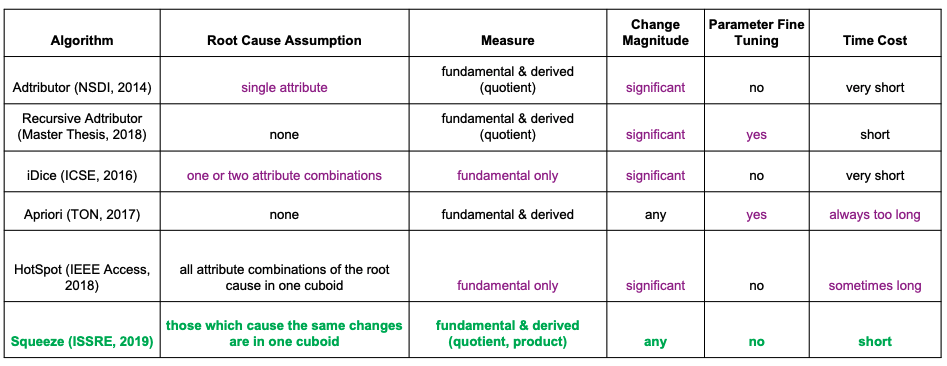 Algorithm
Root Cause Assumption
Measure
Change
Magnitude
Parameter Fine
Tuning
Time Cost
Adtributor (NSDI, 2014)
single attribute
fundamental & derived
(quotient)
significant
no
very short
Recursive Adtributor
(Master Thesis, 2018)
none
fundamental & derived
(quotient)
significant
yes
short
iDice (ICSE, 2016)
one or two attribute combinations
fundamental only
significant
no
very short
Apriori (TON, 2017)
none
fundamental & derived
any
yes
always too long
HotSpot (IEEE Access,
2018)
all attribute combinations of the root
cause in one cuboid
fundamental only
significant
no
sometimes long
Squeeze (ISSRE, 2019)
those which cause the same changes
are in one cuboid
fundamental & derived
(quotient, product)
any
no
short